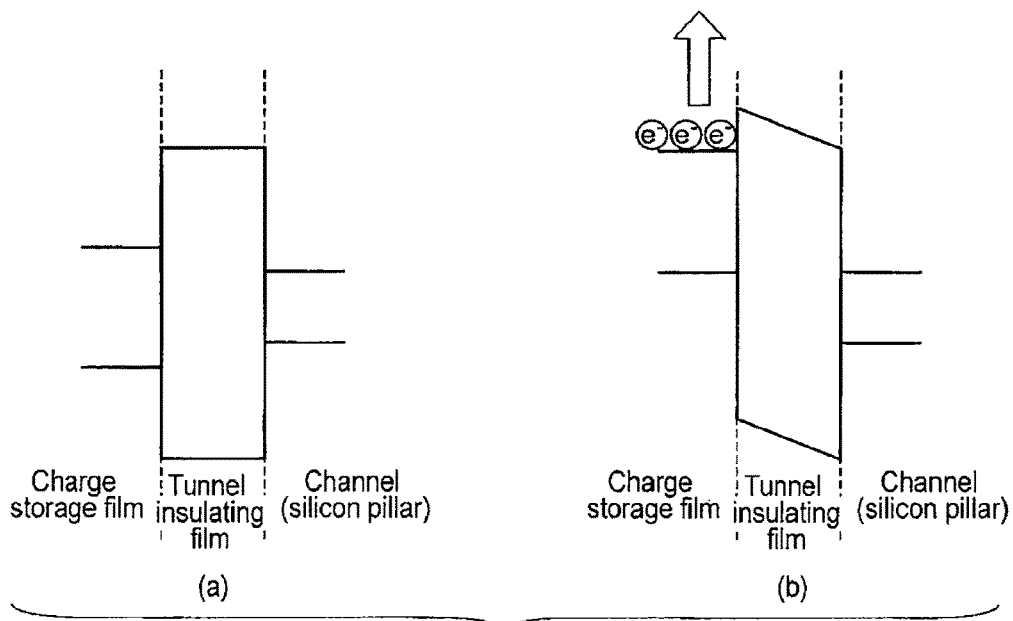 Charge
storage film
Tunnel
insulating
film
Channel
(silicon pillar)
(a)
e⁻ e⁻ e⁻
Charge
storage film
Tunnel
insulating
film
Channel
(silicon pillar)
(b)